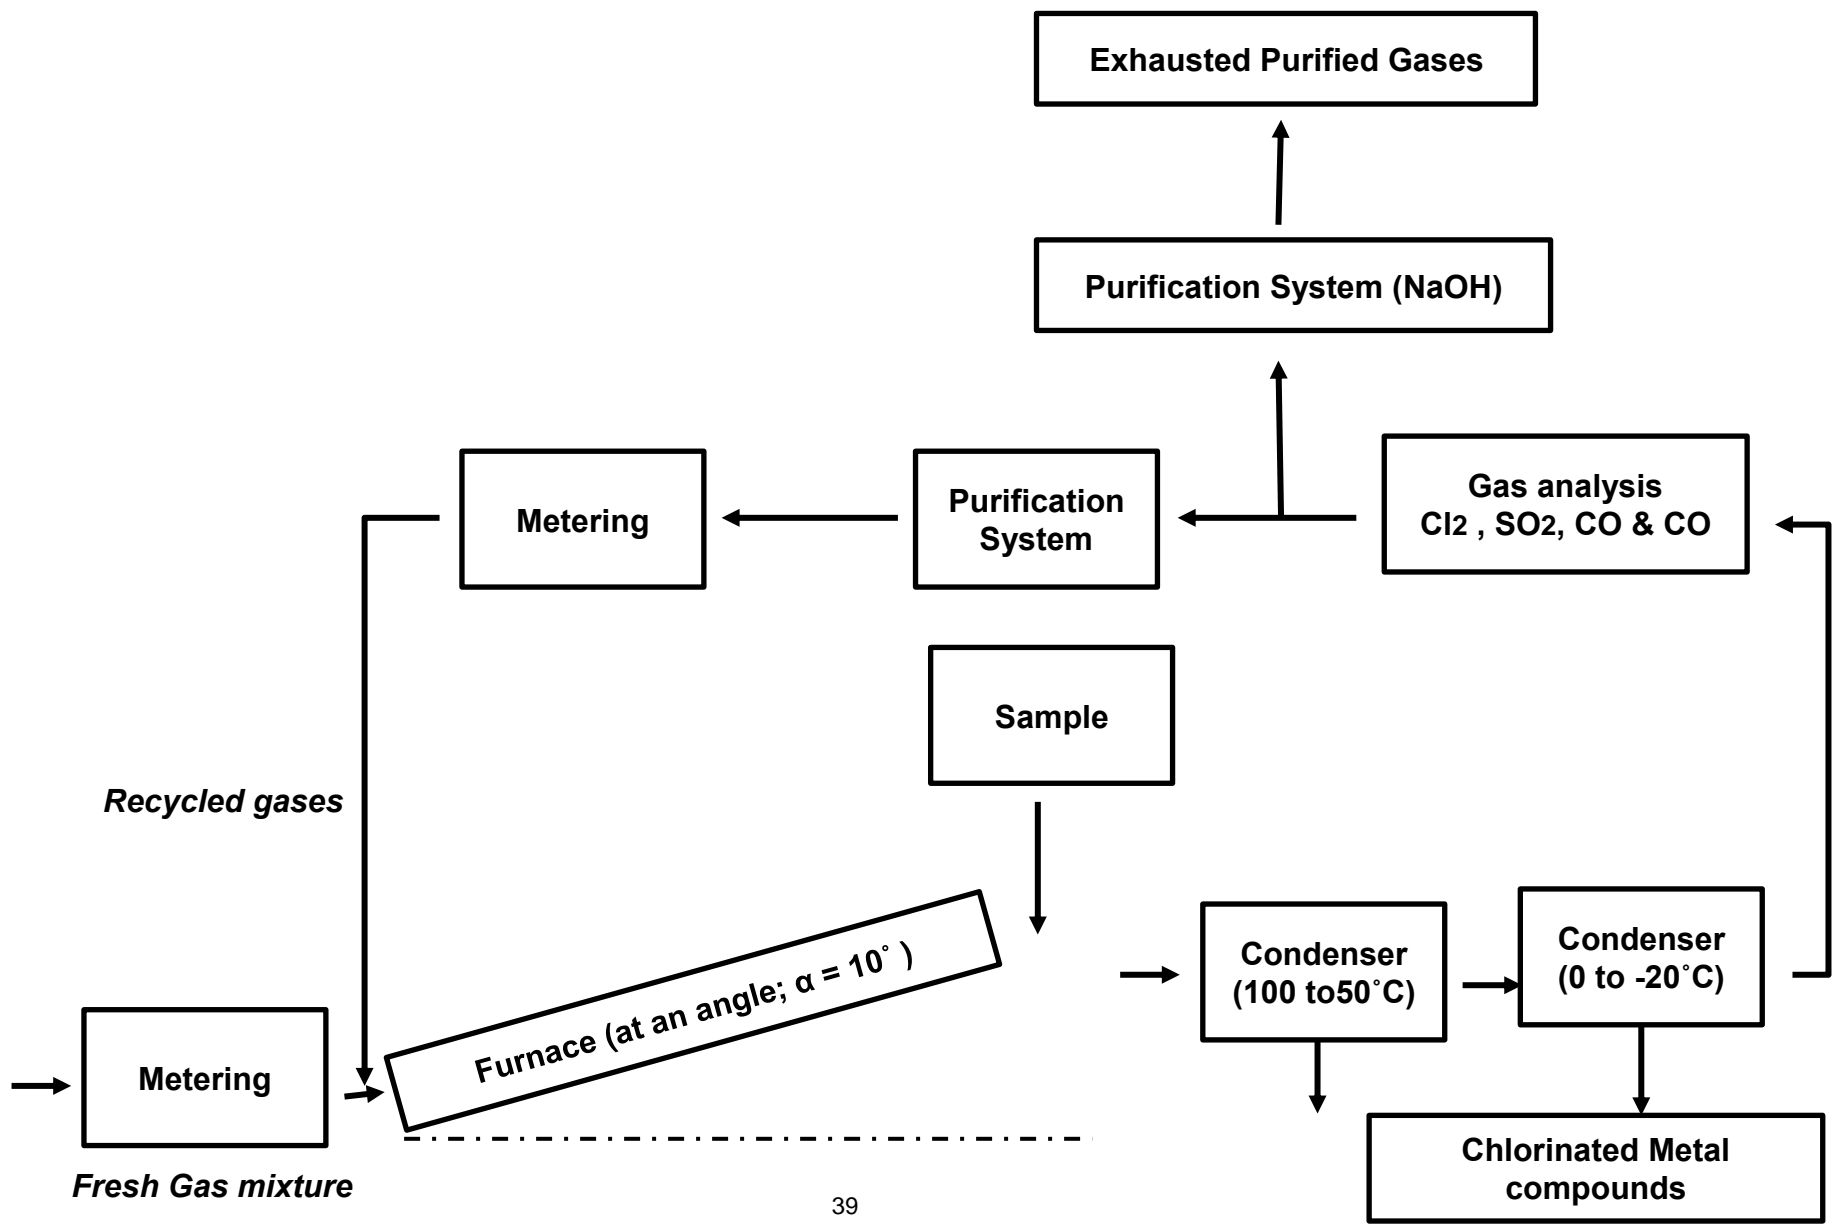 Exhausted Purified Gases
Purification System (NaOH)
Metering
Purification
System
Gas analysis
Cl2 , SO2, CO & CO
Sample
Recycled gases
Furnace (at an angle; α = 10˚ )
Condenser
(100 to50˚C)
Condenser
(0 to -20˚C)
Metering
Chlorinated Metal
compounds
Fresh Gas mixture
39